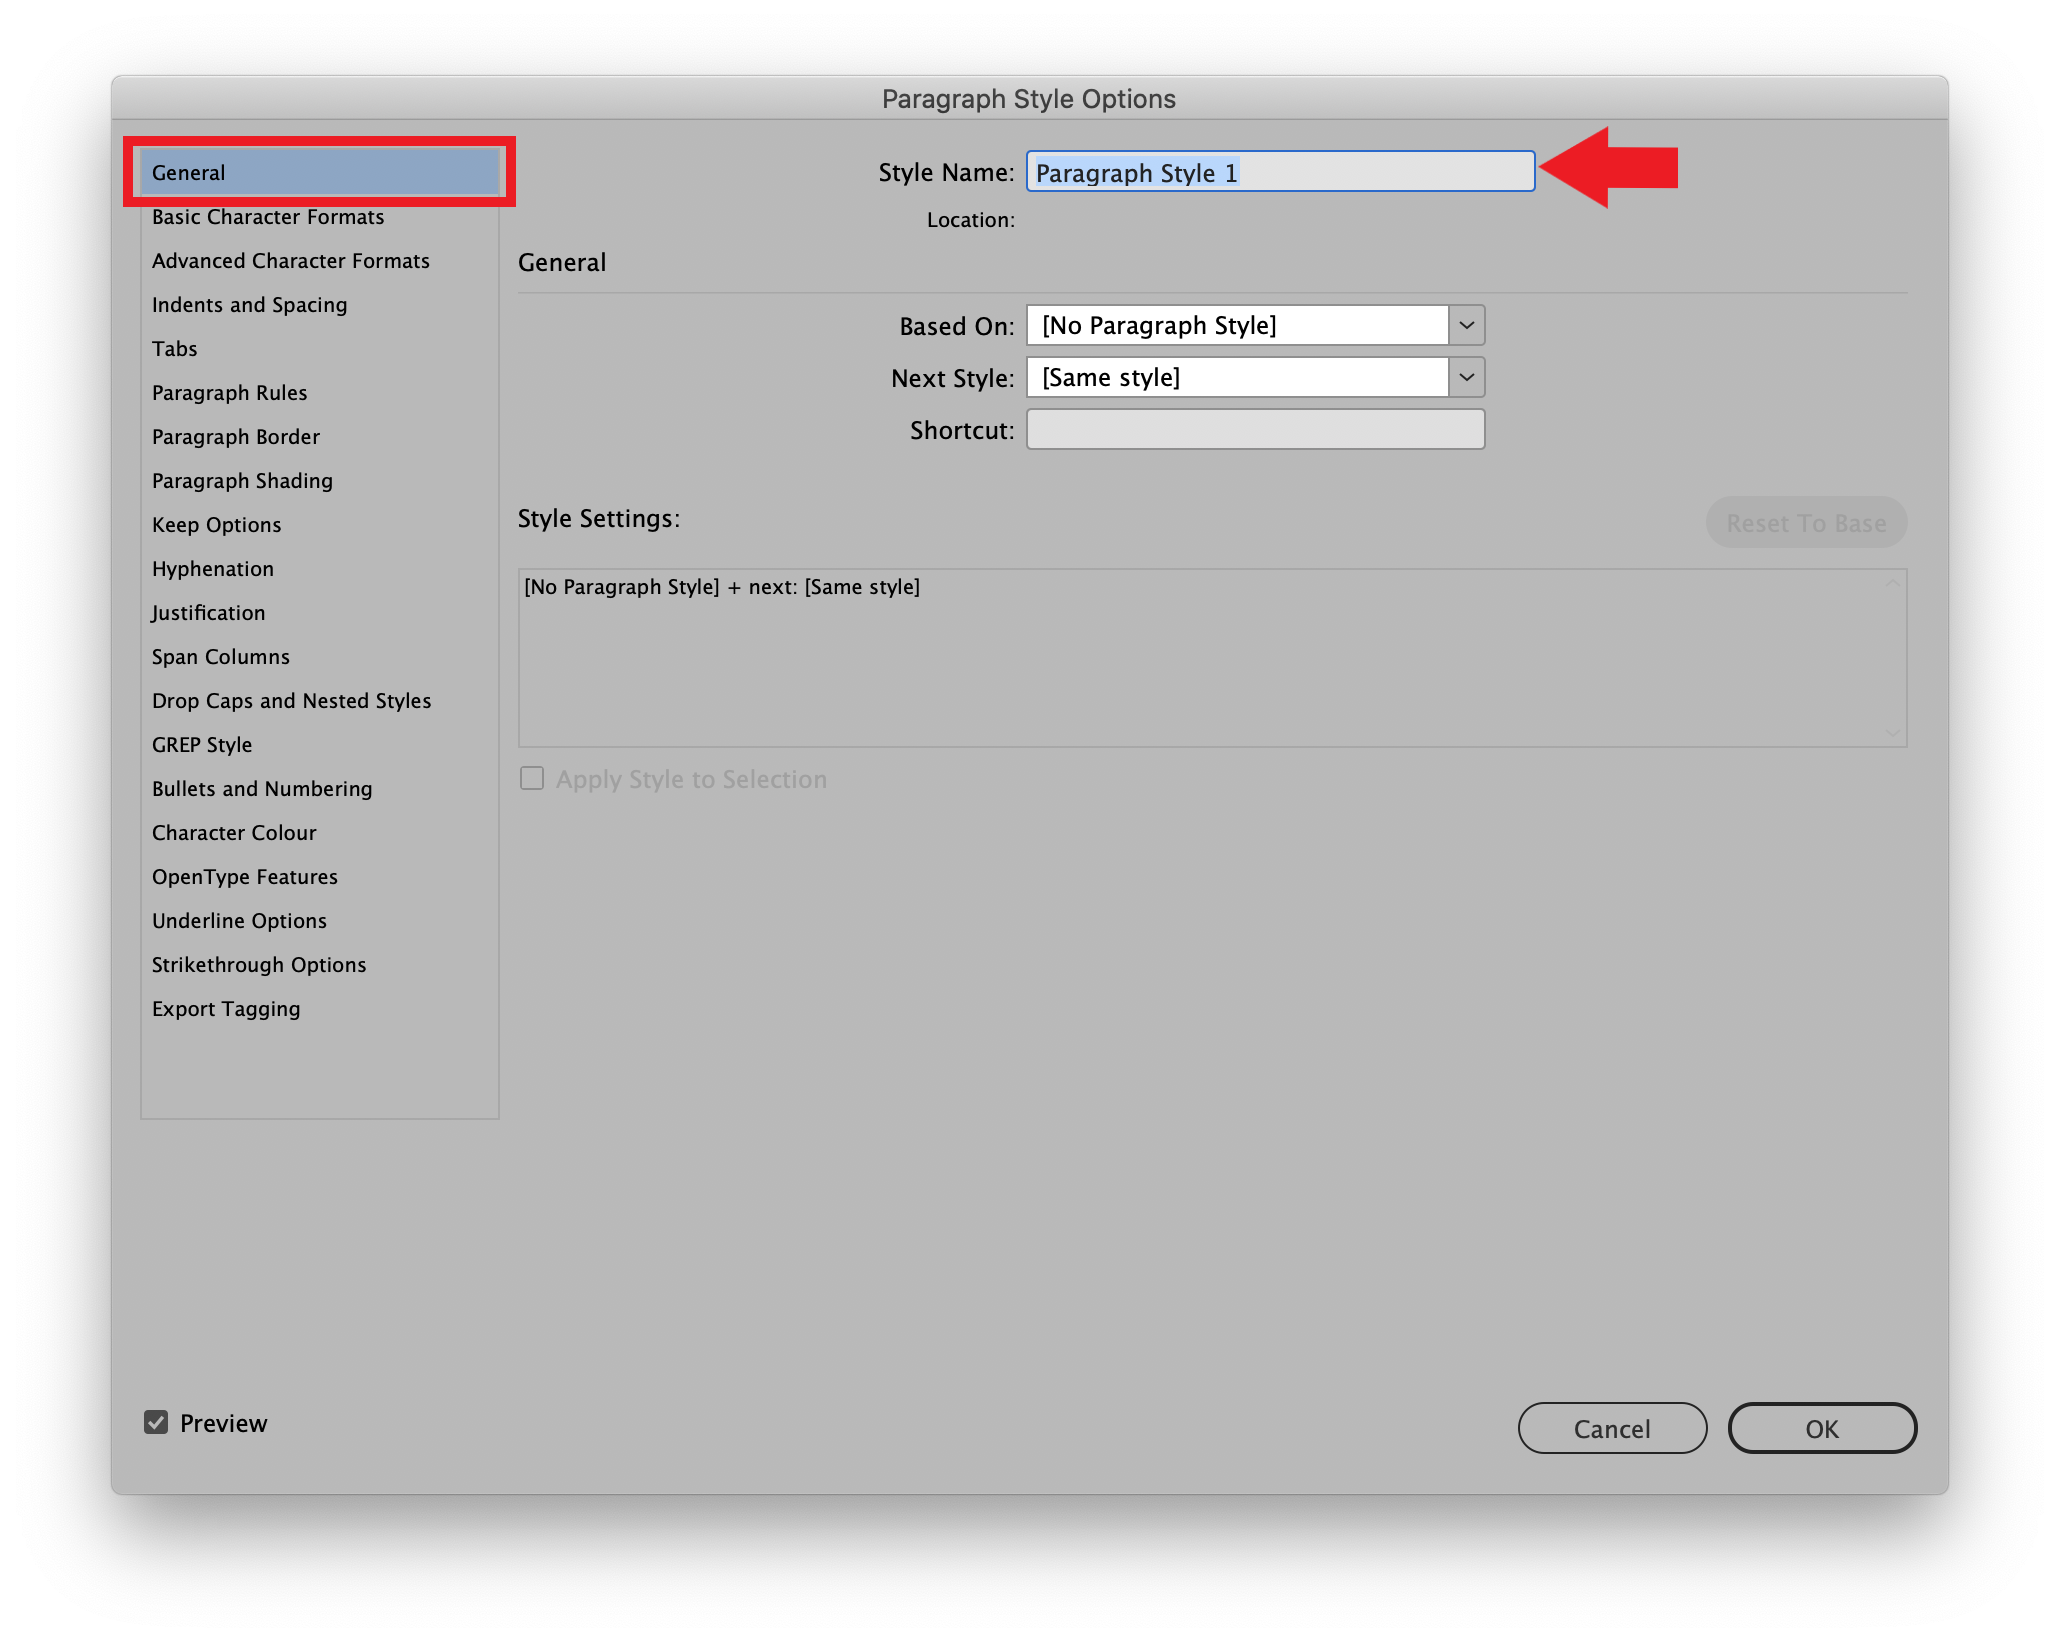 Paragraph Style Options
General
Basic Character Formats
Advanced Character Formats
Indents and Spacing
Tabs
Paragraph Rules
Paragraph Border
Paragraph Shading
Keep Options
Hyphenation
Justification
Span Columns
Drop Caps and Nested Styles
GREP Style
Bullets and Numbering
Character Colour
OpenType Features
Underline Options
Strikethrough Options
Export Tagging
Style Name: Paragraph Style 1
Location:
General
Based On: [No Paragraph Style]
Next Style: [Same style]
Shortcut:
Style Settings:
Reset To Base
[No Paragraph Style] + next: [Same style]
Apply Style to Selection
Preview
Cancel
OK